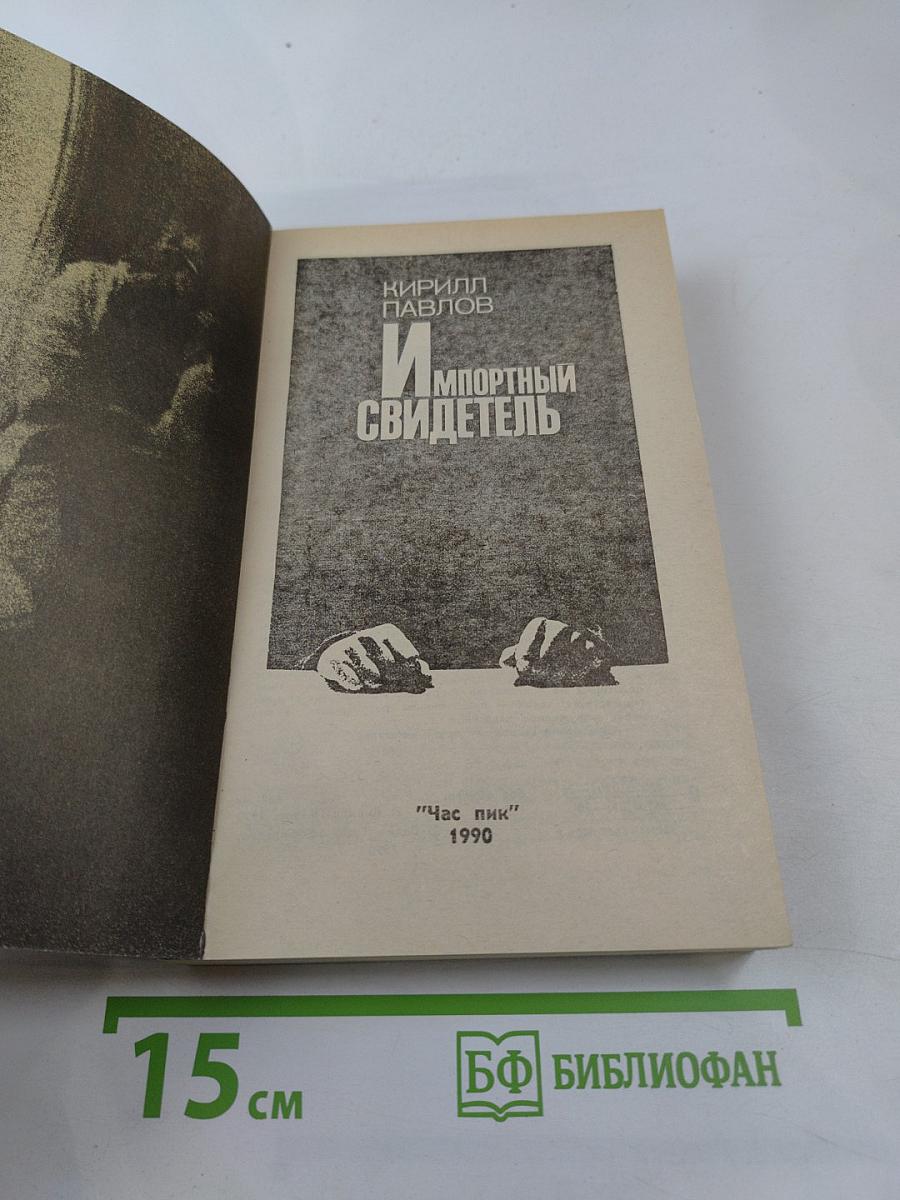 КИРИЛЛ
ПАВЛОВ
ИМПОРТНЫЙ
СВИДЕТЕЛЬ
"Час пик"
1990
15 см
БФ БИБЛИОФАН